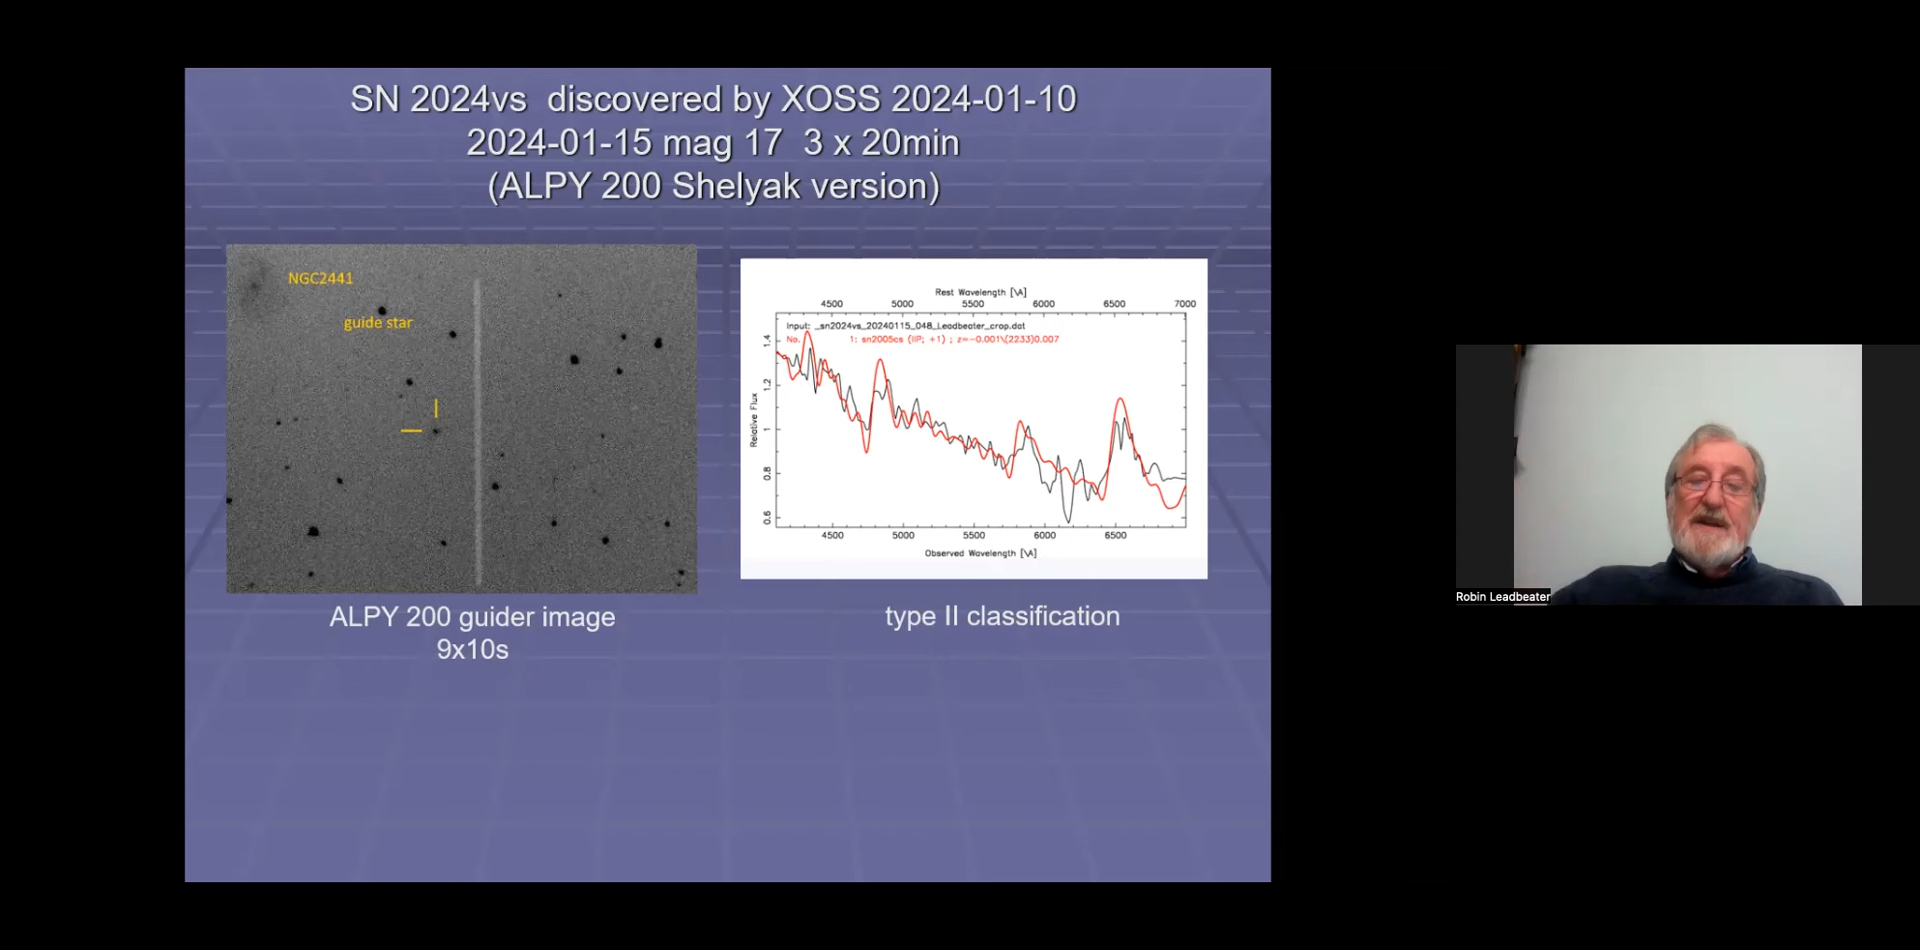 SN 2024vs discovered by XOSS 2024-01-10
2024-01-15 mag 17 3 x 20min
(ALPY 200 Shelyak version)
NGC2441
guide star
ALPY 200 guider image
9x10s
Rest Wavelength [\A]
4500 5000 5500 6000 6500 7000
Input: _sn2024vs_20240115_048_Leadbeater_crop.dat
No. 1: sn2005cs (IIP; +1) ; z=-0.001\(2233)0.007
Relative Flux
1.4
1.2
1
0.8
0.6
4500 5000 5500 6000 6500
Observed Wavelength [\A]
type II classification
Robin Leadbeater